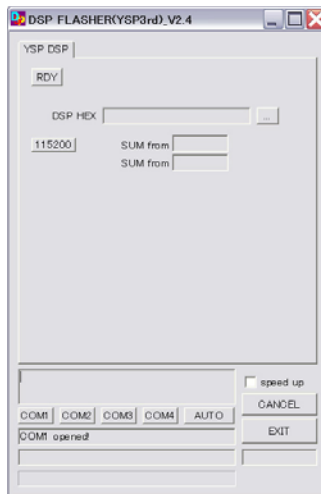 DSP FLASHER(YSP3rd)_V2.4
YSP DSP
RDY
DSP HEX ...
115200 SUM from
SUM from
speed up
CANCEL
COM1 COM2 COM3 COM4 AUTO
EXIT
COM1 opened!